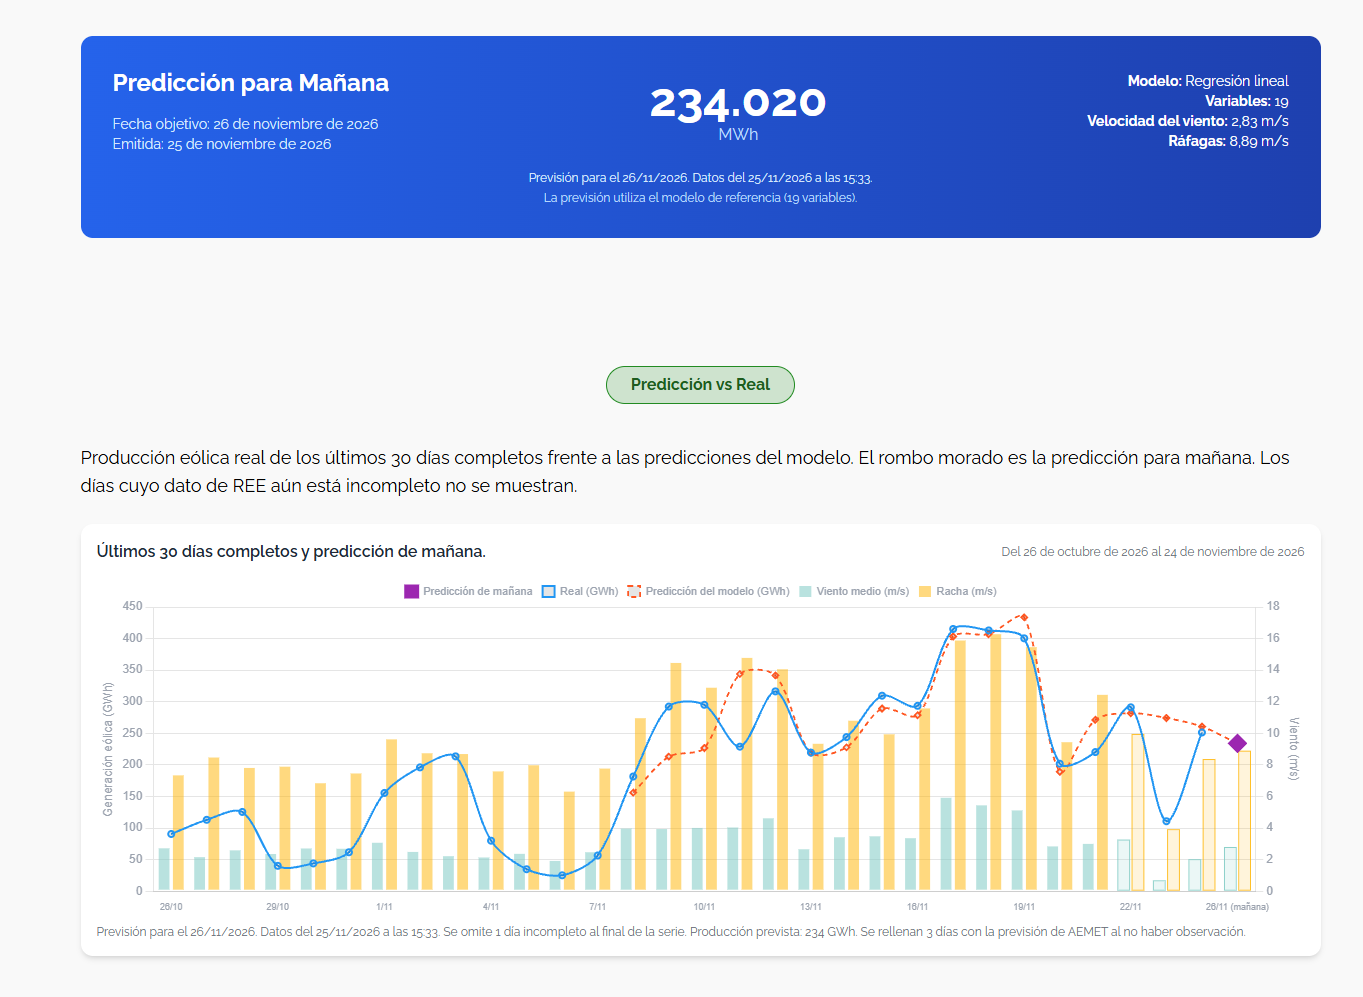 Predicción para Mañana
Fecha objetivo: 26 de noviembre de 2026
Emitida: 25 de noviembre de 2026
234.020
MWh
Previsión para el 26/11/2026. Datos del 25/11/2026 a las 15:33.
La previsión utiliza el modelo de referencia (19 variables).
Modelo: Regresión lineal
Variables: 19
Velocidad del viento: 2,83 m/s
Ráfagas: 8,89 m/s
Predicción vs Real
Producción eólica real de los últimos 30 días completos frente a las predicciones del modelo. El rombo morado es la predicción para mañana. Los
días cuyo dato de REE aún está incompleto no se muestran.
Últimos 30 días completos y predicción de mañana.
Del 26 de octubre de 2026 al 24 de noviembre de 2026
Predicción de mañana Real (GWh) Predicción del modelo (GWh) Viento medio (m/s) Racha (m/s)
Generación eólica (GWh)
450
400
350
300
250
200
150
100
50
0
18
16
14
12
10
8
6
4
2
0
Viento (m/s)
26/10 29/10 1/11 4/11 7/11 10/11 13/11 16/11 19/11 22/11 26/11 (mañana)
Previsión para el 26/11/2026. Datos del 25/11/2026 a las 15:33. Se omite 1 día incompleto al final de la serie. Producción prevista: 234 GWh. Se rellenan 3 días con la previsión de AEMET al no haber observación.